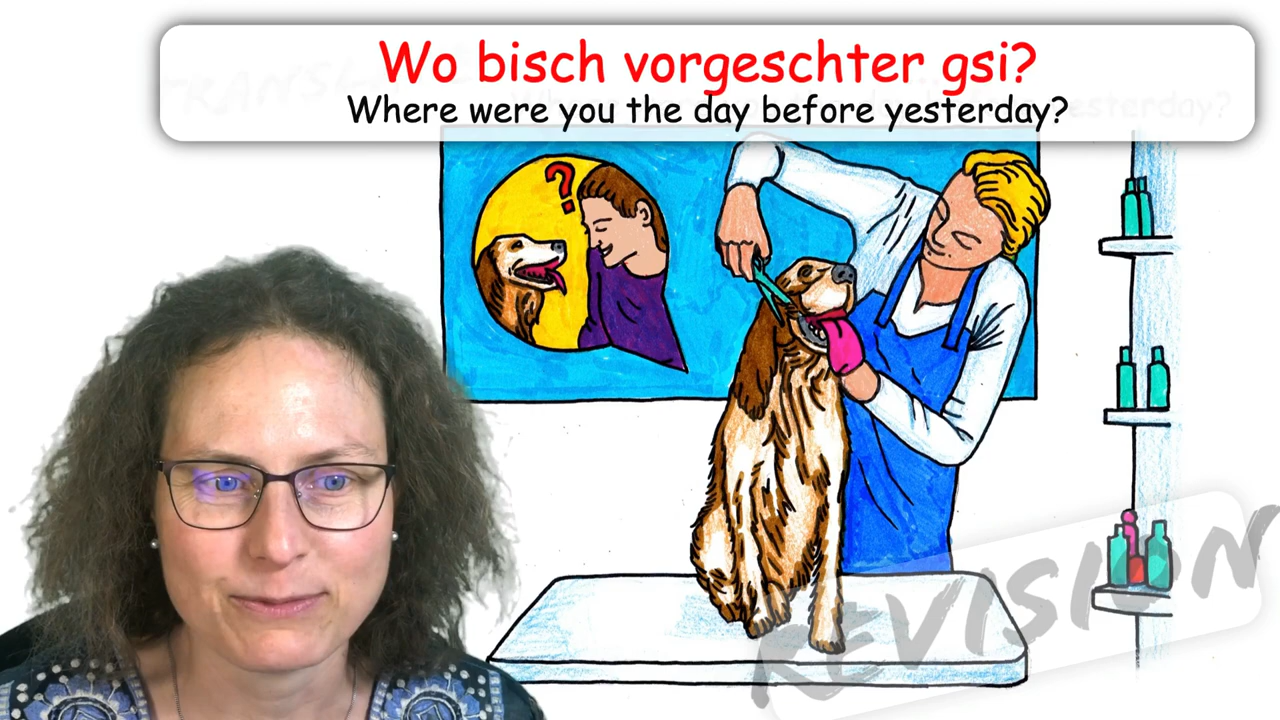 Wo bisch vorgeschter gsi?
Where were you the day before yesterday?
?
REVISION